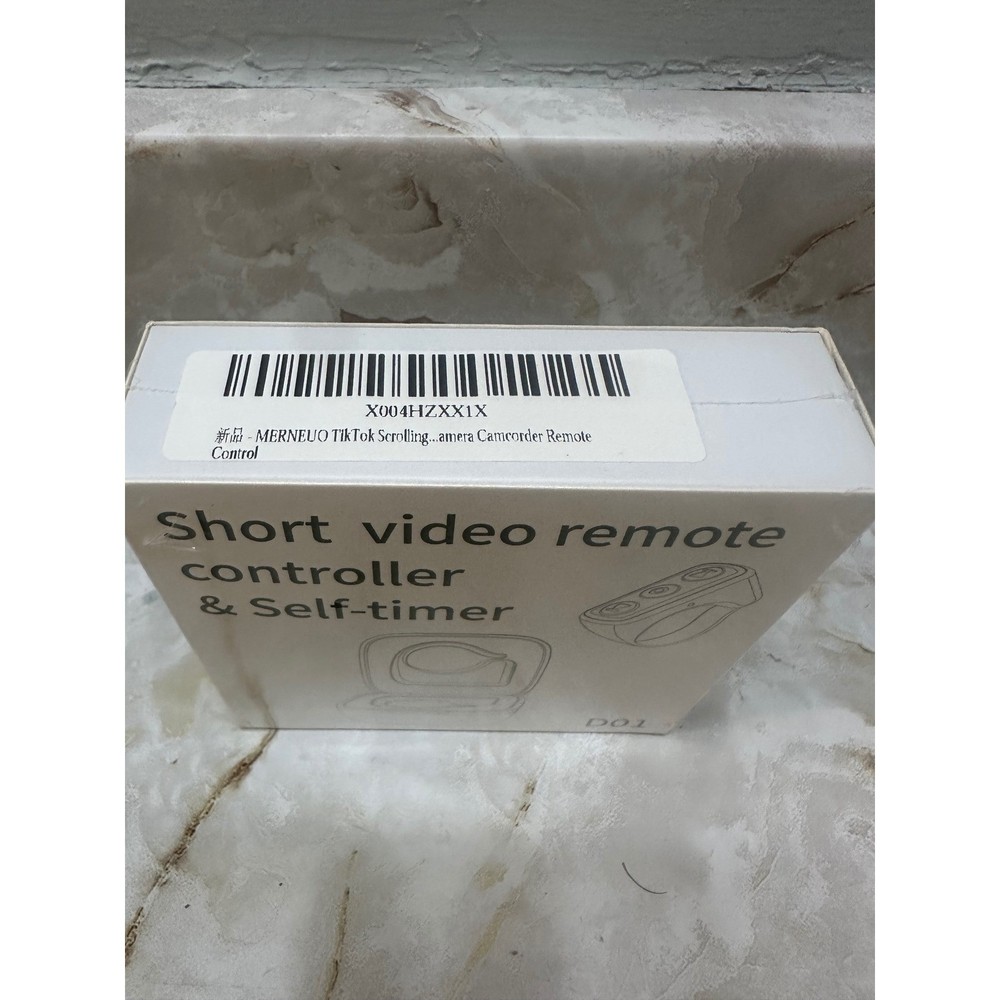 X004HZXX1X
新品 - MERNEUO TikTok Scrolling...amera Camcorder Remote
Control
Short video remote
controller
& Self-timer
D01